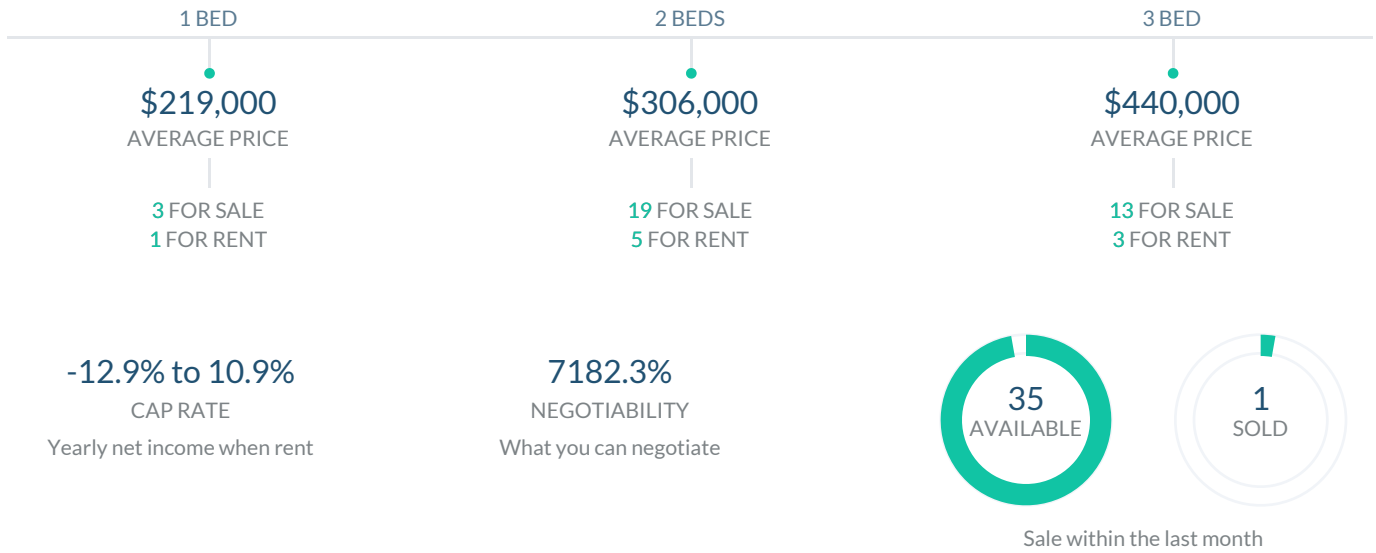 1 BED
2 BEDS
3 BED
$219,000
AVERAGE PRICE
$306,000
AVERAGE PRICE
$440,000
AVERAGE PRICE
3 FOR SALE
1 FOR RENT
19 FOR SALE
5 FOR RENT
13 FOR SALE
3 FOR RENT
-12.9% to 10.9%
CAP RATE
Yearly net income when rent
7182.3%
NEGOTIABILITY
What you can negotiate
35
AVAILABLE
1
SOLD
Sale within the last month